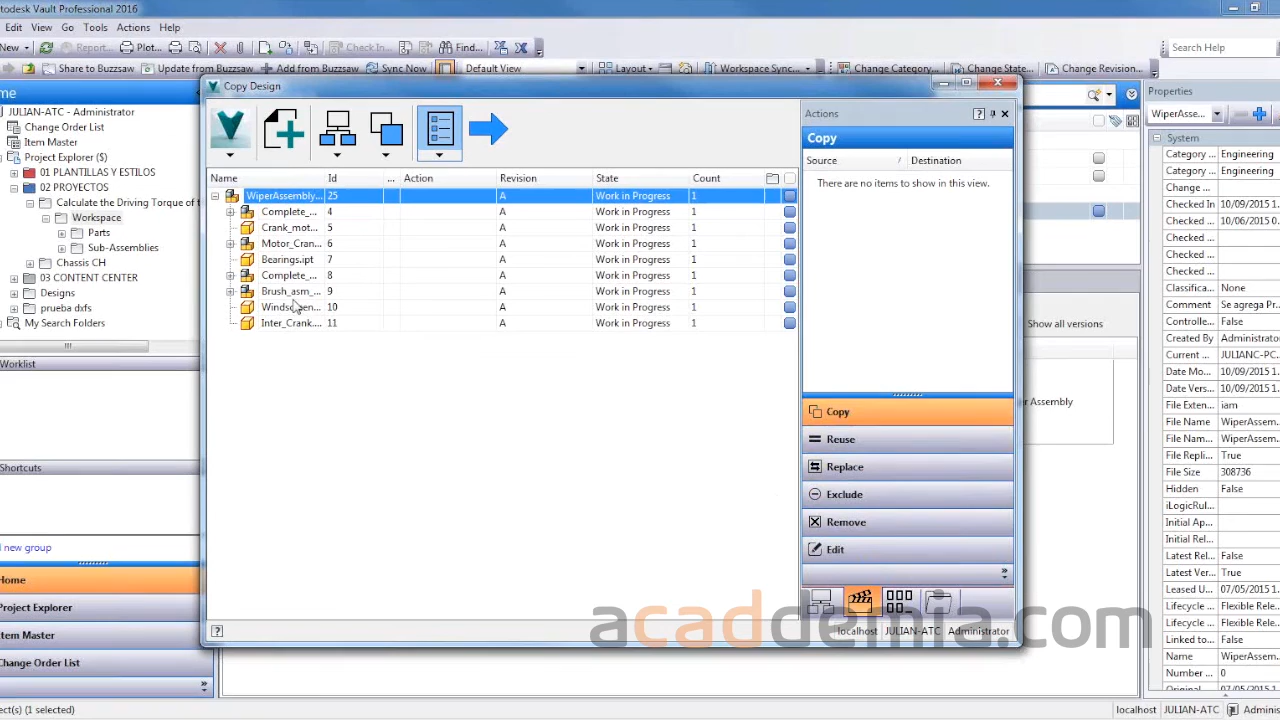 utodesk Vault Professional 2016
Edit View Go Tools Actions Help
New Report... Plot... Check In... Find... Search Help
Share to Buzzsaw Update from Buzzsaw Add from Buzzsaw Sync Now Default View Layout Workspace Sync... Change Category... Change State... Change Revision...
me
JULIAN-ATC - Administrator
Change Order List
Item Master
Project Explorer ($)
01 PLANTILLAS Y ESTILOS
02 PROYECTOS
Calculate the Driving Torque of t
Workspace
Parts
Sub-Assemblies
Chassis CH
03 CONTENT CENTER
Designs
prueba dxfs
My Search Folders
Worklist
Shortcuts
new group
Home
Project Explorer
tem Master
Change Order List
ect(s) (1 selected)
Copy Design
Name Id ... Action Revision State Count
WiperAssembly... 25 A Work in Progress 1
Complete_... 4 A Work in Progress 1
Crank_mot... 5 A Work in Progress 1
Motor_Cran... 6 A Work in Progress 1
Bearings.ipt 7 A Work in Progress 1
Complete_... 8 A Work in Progress 1
Brush_asm_... 9 A Work in Progress 1
10 A Work in Progress 1
Inter_Crank.... 11 A Work in Progress 1
Actions
Copy
Source / Destination
There are no items to show in this view.
Copy
Reuse
Replace
Exclude
Remove
Edit
localhost JULIAN-ATC Administrator
Show all versions
er Assembly
Properties
WiperAsse...
System
Category ... Engineering
Category ... Engineering
Change ...
Checked In 10/09/2015 1
Checked ... 10/06/2015 0
Checked ...
Checked ...
Classifica... None
Comment Se agrega Pr
Controlle... False
Created By Administrator
Current ... JULIANC-PC
Date Mo... 10/09/2015 1
Date Ver... 10/09/2015 1
File Exten... iam
File Name WiperAssem
File Nam... WiperAssem
File Repli... True
File Size 308736
Hidden False
iLogicRul...
Initial Ap...
Initial Rel...
Latest Rel... False
Latest Ver... True
Leased U... 07/05/2015 1
Lifecycle ... Flexible Rele
Lifecycle ... Flexible Rele
Linked to... False
Name WiperAssem
Number 0
Original... 07/05/2015 1
localhost JULIAN-ATC Adminis
acaddemia.com